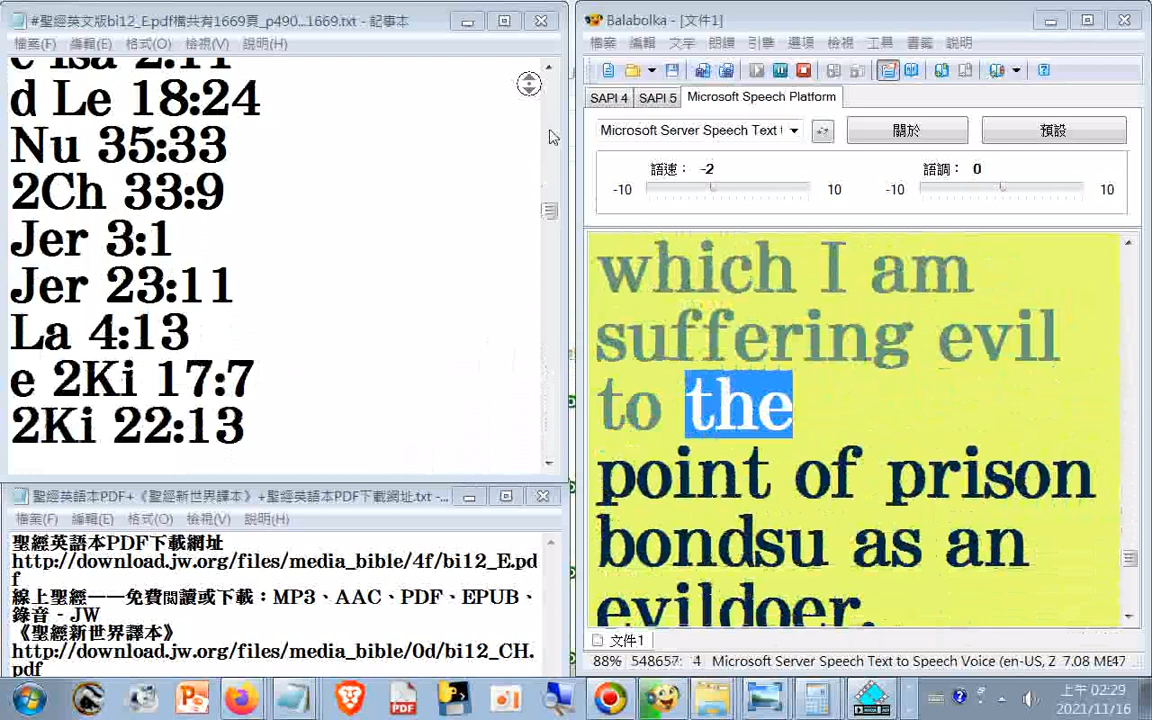 #聖經英文版bi12_E.pdf檔共有1669頁_p490...1669.txt - 記事本
檔案(F) 編輯(E) 格式(O) 檢視(V) 說明(H)
e Isa 2:11
d Le 18:24
Nu 35:33
2Ch 33:9
Jer 3:1
Jer 23:11
La 4:13
e 2Ki 17:7
2Ki 22:13
聖經英語本PDF+《聖經新世界譯本》+聖經英語本PDF下載網址.txt - ...
檔案(F) 編輯(E) 格式(O) 檢視(V) 說明(H)
聖經英語本PDF下載網址
http://download.jw.org/files/media_bible/4f/bi12_E.pd
f
線上聖經——免費閱讀或下載：MP3、AAC、PDF、EPUB、
錄音 - JW
《聖經新世界譯本》
http://download.jw.org/files/media_bible/0d/bi12_CH.
pdf
Balabolka - [文件1]
檔案 編輯 文字 朗讀 引擎 選項 檢視 工具 書籤 說明
SAPI 4 SAPI 5 Microsoft Speech Platform
Microsoft Server Speech Text 關於 預設
語速： -2 語調： 0
-10 10 -10 10
which I am
suffering evil
to the
point of prison
bondsu as an
evildoer.
文件1
88% 548657: 4 Microsoft Server Speech Text to Speech Voice (en-US, Z 7.08 ME47
PDF
上午 02:29
2021/11/16